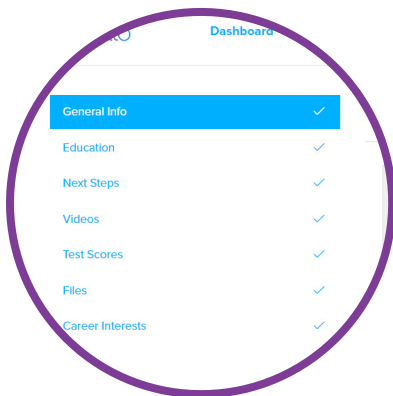 Dashboard
General Info
Education
Next Steps
Videos
Test Scores
Files
Career Interests